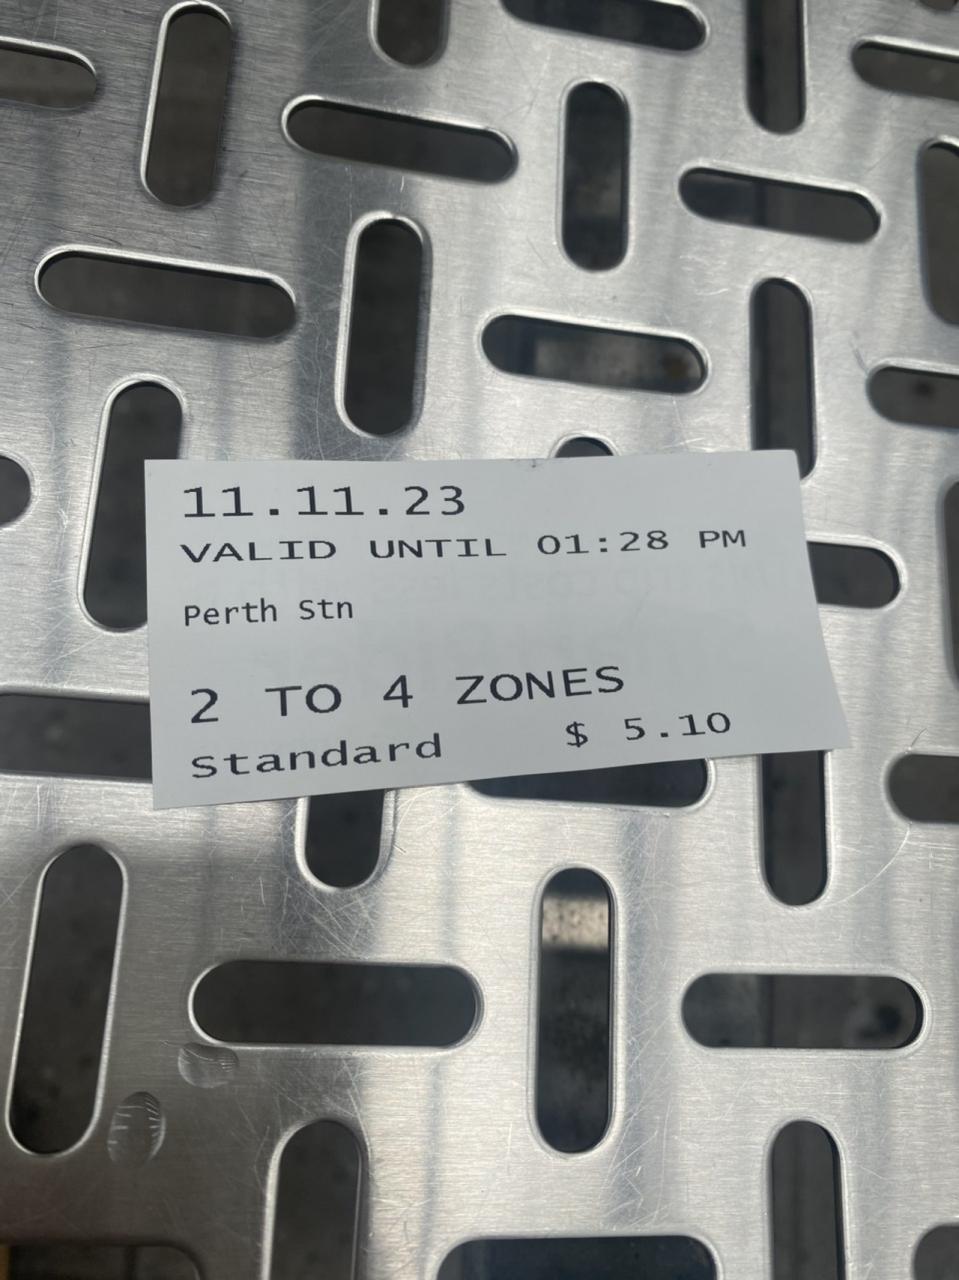 11.11.23
VALID UNTIL 01:28 PM
Perth Stn
2 TO 4 ZONES
Standard $ 5.10